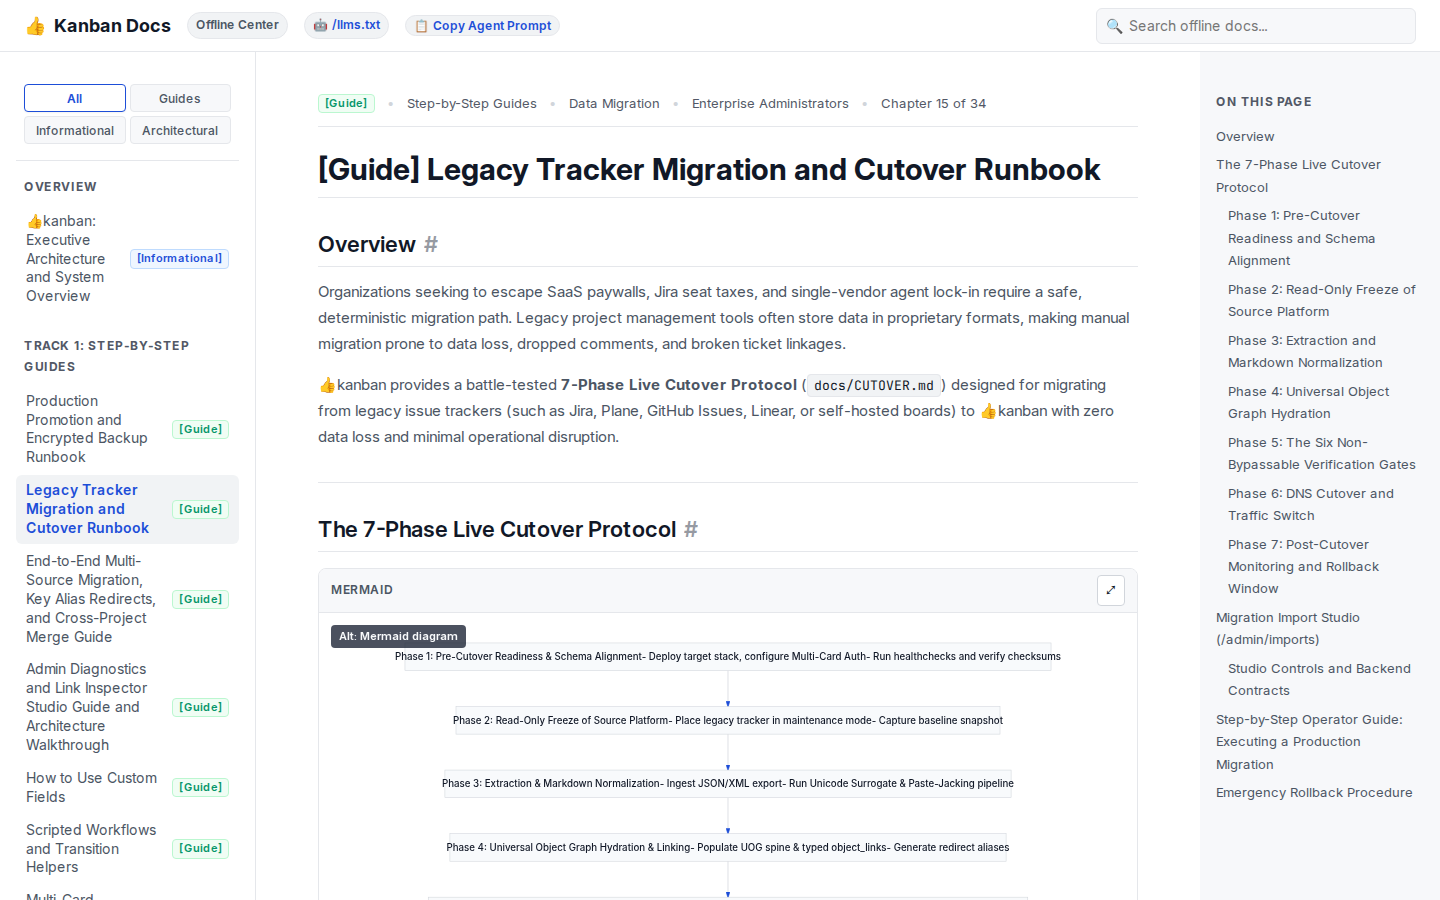 👍 Kanban Docs
Offline Center
🤖 /llms.txt
📋 Copy Agent Prompt
🔍 Search offline docs...
All
Guides
Informational
Architectural
OVERVIEW
👍kanban:
Executive
Architecture
and System
Overview
[Informational]
TRACK 1: STEP-BY-STEP
GUIDES
Production
Promotion and
Encrypted Backup
Runbook
[Guide]
Legacy Tracker
Migration and
Cutover Runbook
[Guide]
End-to-End Multi-
Source Migration,
Key Alias Redirects,
and Cross-Project
Merge Guide
[Guide]
Admin Diagnostics
and Link Inspector
Studio Guide and
Architecture
Walkthrough
[Guide]
How to Use Custom
Fields
[Guide]
Scripted Workflows
and Transition
Helpers
[Guide]
Multi-Card
[Guide] • Step-by-Step Guides • Data Migration • Enterprise Administrators • Chapter 15 of 34
[Guide] Legacy Tracker Migration and Cutover Runbook
Overview #
Organizations seeking to escape SaaS paywalls, Jira seat taxes, and single-vendor agent lock-in require a safe,
deterministic migration path. Legacy project management tools often store data in proprietary formats, making manual
migration prone to data loss, dropped comments, and broken ticket linkages.
👍kanban provides a battle-tested 7-Phase Live Cutover Protocol (docs/CUTOVER.md) designed for migrating
from legacy issue trackers (such as Jira, Plane, GitHub Issues, Linear, or self-hosted boards) to 👍kanban with zero
data loss and minimal operational disruption.
The 7-Phase Live Cutover Protocol #
MERMAID
⤢
Alt: Mermaid diagram
Phase 1: Pre-Cutover Readiness & Schema Alignment- Deploy target stack, configure Multi-Card Auth- Run healthchecks and verify checksums
Phase 2: Read-Only Freeze of Source Platform- Place legacy tracker in maintenance mode- Capture baseline snapshot
Phase 3: Extraction & Markdown Normalization- Ingest JSON/XML export- Run Unicode Surrogate & Paste-Jacking pipeline
Phase 4: Universal Object Graph Hydration & Linking- Populate UOG spine & typed object_links- Generate redirect aliases
ON THIS PAGE
Overview
The 7-Phase Live Cutover
Protocol
Phase 1: Pre-Cutover
Readiness and Schema
Alignment
Phase 2: Read-Only Freeze of
Source Platform
Phase 3: Extraction and
Markdown Normalization
Phase 4: Universal Object
Graph Hydration
Phase 5: The Six Non-
Bypassable Verification Gates
Phase 6: DNS Cutover and
Traffic Switch
Phase 7: Post-Cutover
Monitoring and Rollback
Window
Migration Import Studio
(/admin/imports)
Studio Controls and Backend
Contracts
Step-by-Step Operator Guide:
Executing a Production
Migration
Emergency Rollback Procedure